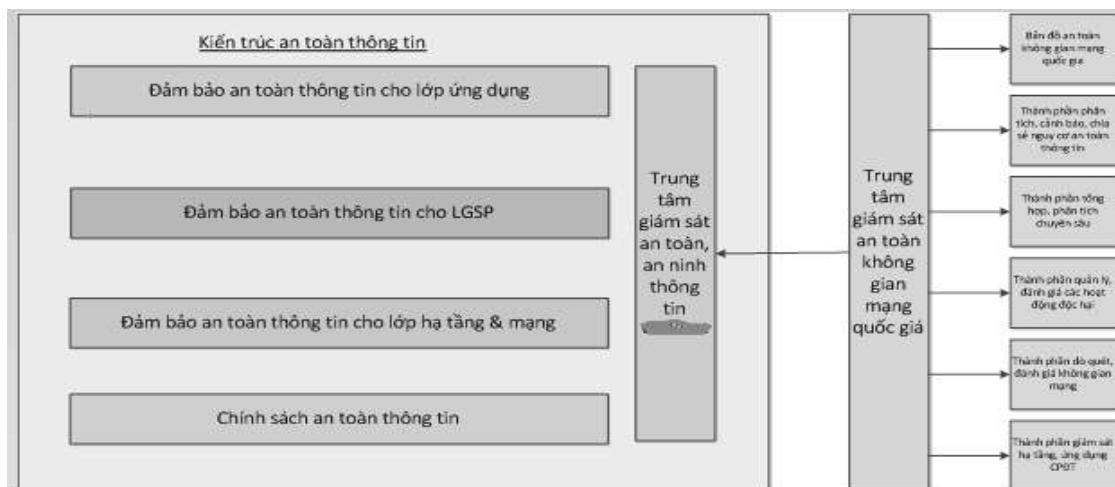 Kiến trúc an toàn thông tin
Đảm bảo an toàn thông tin cho lớp ứng dụng
Đảm bảo an toàn thông tin cho LGSP
Đảm bảo an toàn thông tin cho lớp hạ tầng & mạng
Chính sách an toàn thông tin
Trung
tâm
giám sát
an toàn,
an ninh
thông
tin
Trung
tâm
giám sát
an toàn
không
gian
mạng
quốc giá
Bản đồ an toàn
không gian mạng
quốc gia
Thành phần phân
tích, cảnh báo, chia
sẻ nguy cơ an toàn
thông tin
Thành phần tổng
hợp, phân tích
chuyên sâu
Thành phần quản lý,
đánh giá các hoạt
động độc hại
Thành phần dò quét,
đánh giá không gian
mạng
Thành phần giám sát
hạ tầng, ứng dụng
CPĐT